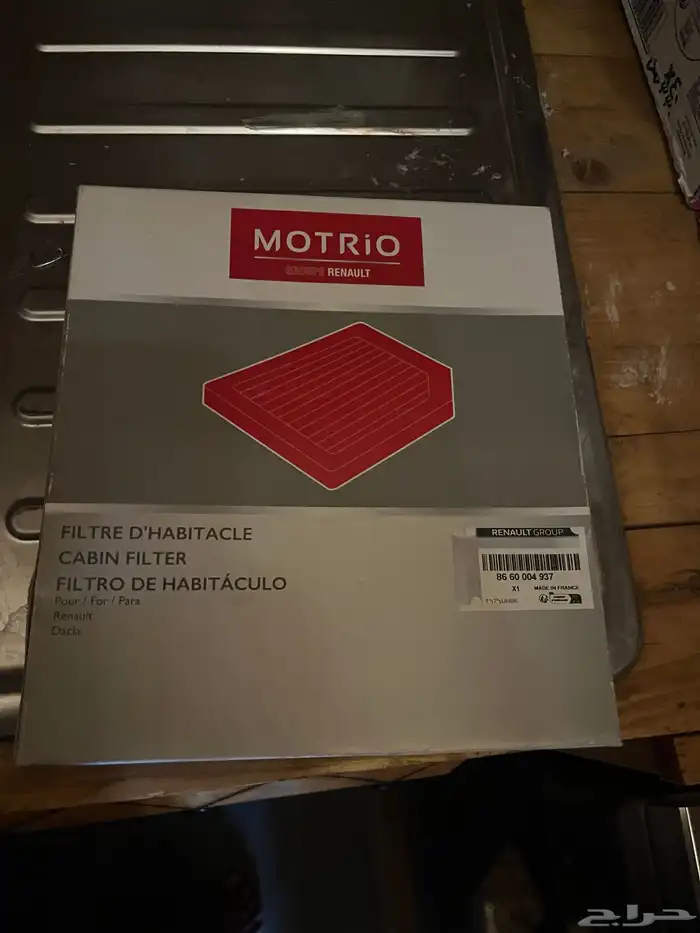 MOTRiO
GROUPE RENAULT
FILTRE D'HABITACLE
CABIN FILTER
FILTRO DE HABITÁCULO
Pour / For / Para
Renault
Dacia
RENAULT GROUP
86 60 004 937
X1 MADE IN FRANCE
حراج